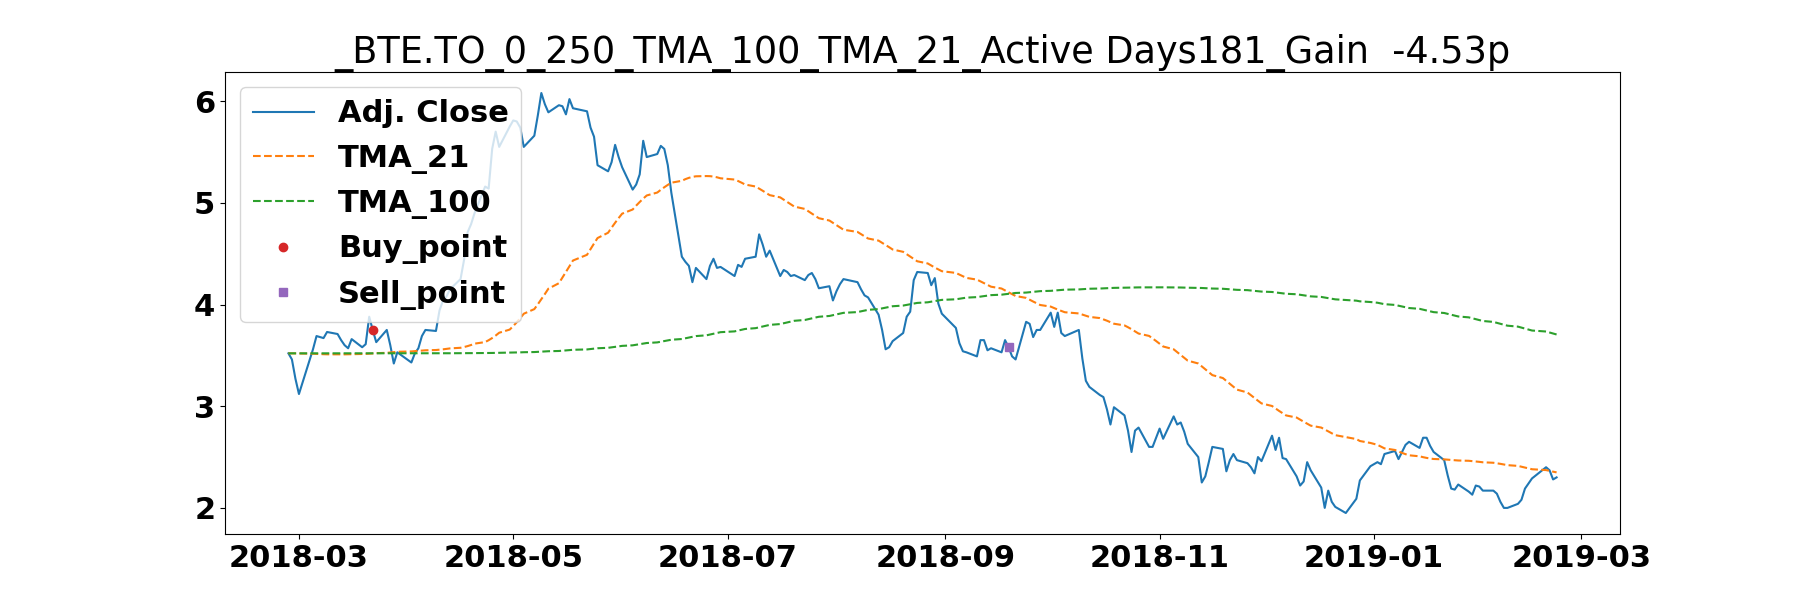 _BTE.TO_0_250_TMA_100_TMA_21_Active Days181_Gain  -4.53p
6
5
4
3
2
Adj. Close
TMA_21
TMA_100
Buy_point
Sell_point
2018-03 2018-05 2018-07 2018-09 2018-11 2019-01 2019-03